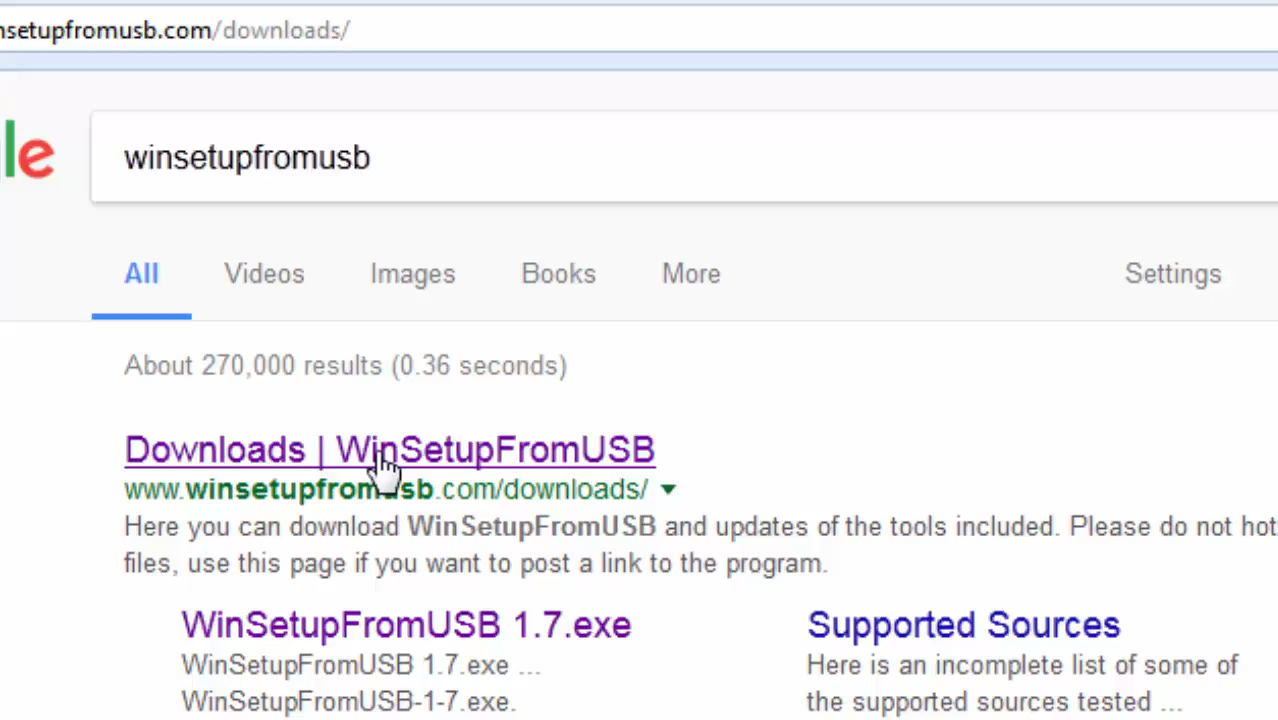 nsetupfromusb.com/downloads/
le
winsetupfromusb
All Videos Images Books More Settings
About 270,000 results (0.36 seconds)
Downloads | WinSetupFromUSB
www.winsetupfromusb.com/downloads/
Here you can download WinSetupFromUSB and updates of the tools included. Please do not hot
files, use this page if you want to post a link to the program.
WinSetupFromUSB 1.7.exe
WinSetupFromUSB 1.7.exe ...
WinSetupFromUSB-1-7.exe.
Supported Sources
Here is an incomplete list of some of
the supported sources tested ...